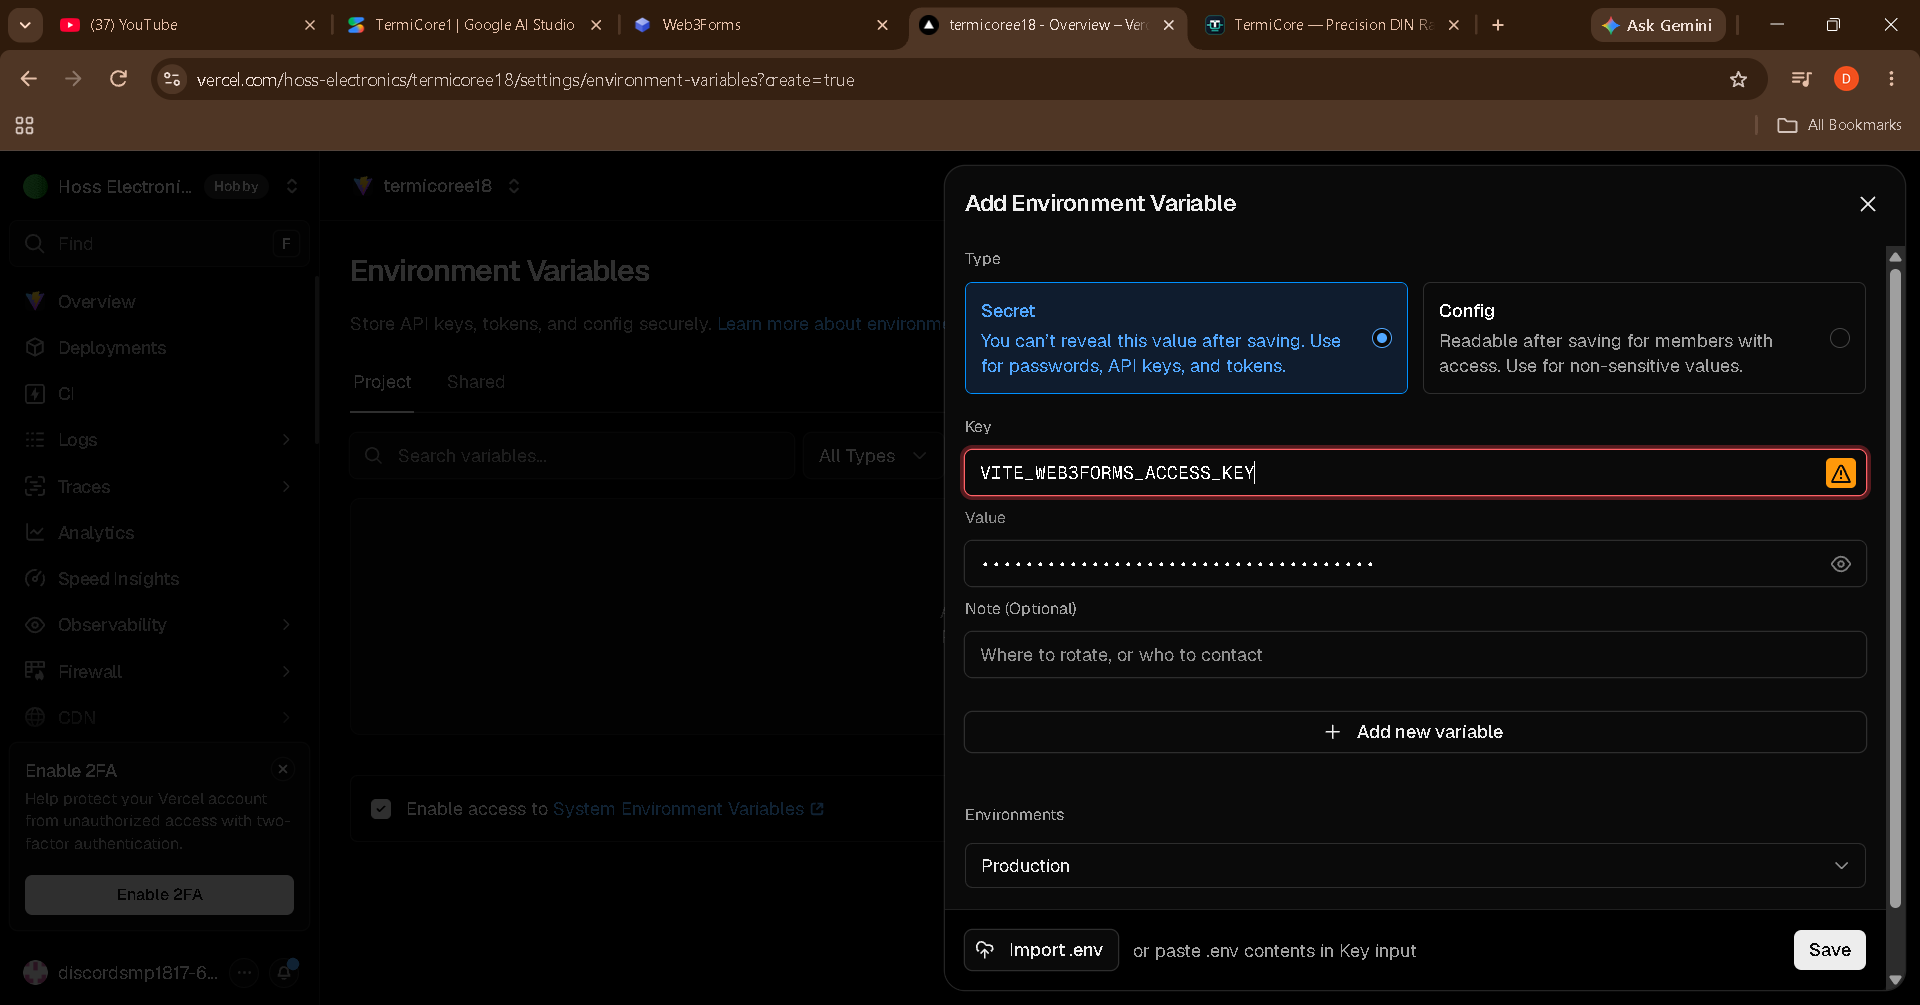 (37) YouTube
TermiCore1 | Google AI Studio
Web3Forms
termicoree18 - Overview – Ver
TermiCore — Precision DIN Ra
Ask Gemini
vercel.com/hoss-electronics/termicoree18/settings/environment-variables?create=true
D
All Bookmarks
Hoss Electroni...
Hobby
Find
F
Overview
Deployments
CI
Logs
Traces
Analytics
Speed Insights
Observability
Firewall
CDN
Enable 2FA
Help protect your Vercel account
from unauthorized access with two-
factor authentication.
Enable 2FA
discordsmp1817-6...
termicoree18
Environment Variables
Store API keys, tokens, and config securely. Learn more about environme
Project
Shared
Search variables...
All Types
Enable access to System Environment Variables
Add Environment Variable
Type
Secret
You can’t reveal this value after saving. Use
for passwords, API keys, and tokens.
Config
Readable after saving for members with
access. Use for non-sensitive values.
Key
VITE_WEB3FORMS_ACCESS_KEY
Value
••••••••••••••••••••••••••••••••••••
Note (Optional)
Where to rotate, or who to contact
Add new variable
Environments
Production
Import .env
or paste .env contents in Key input
Save